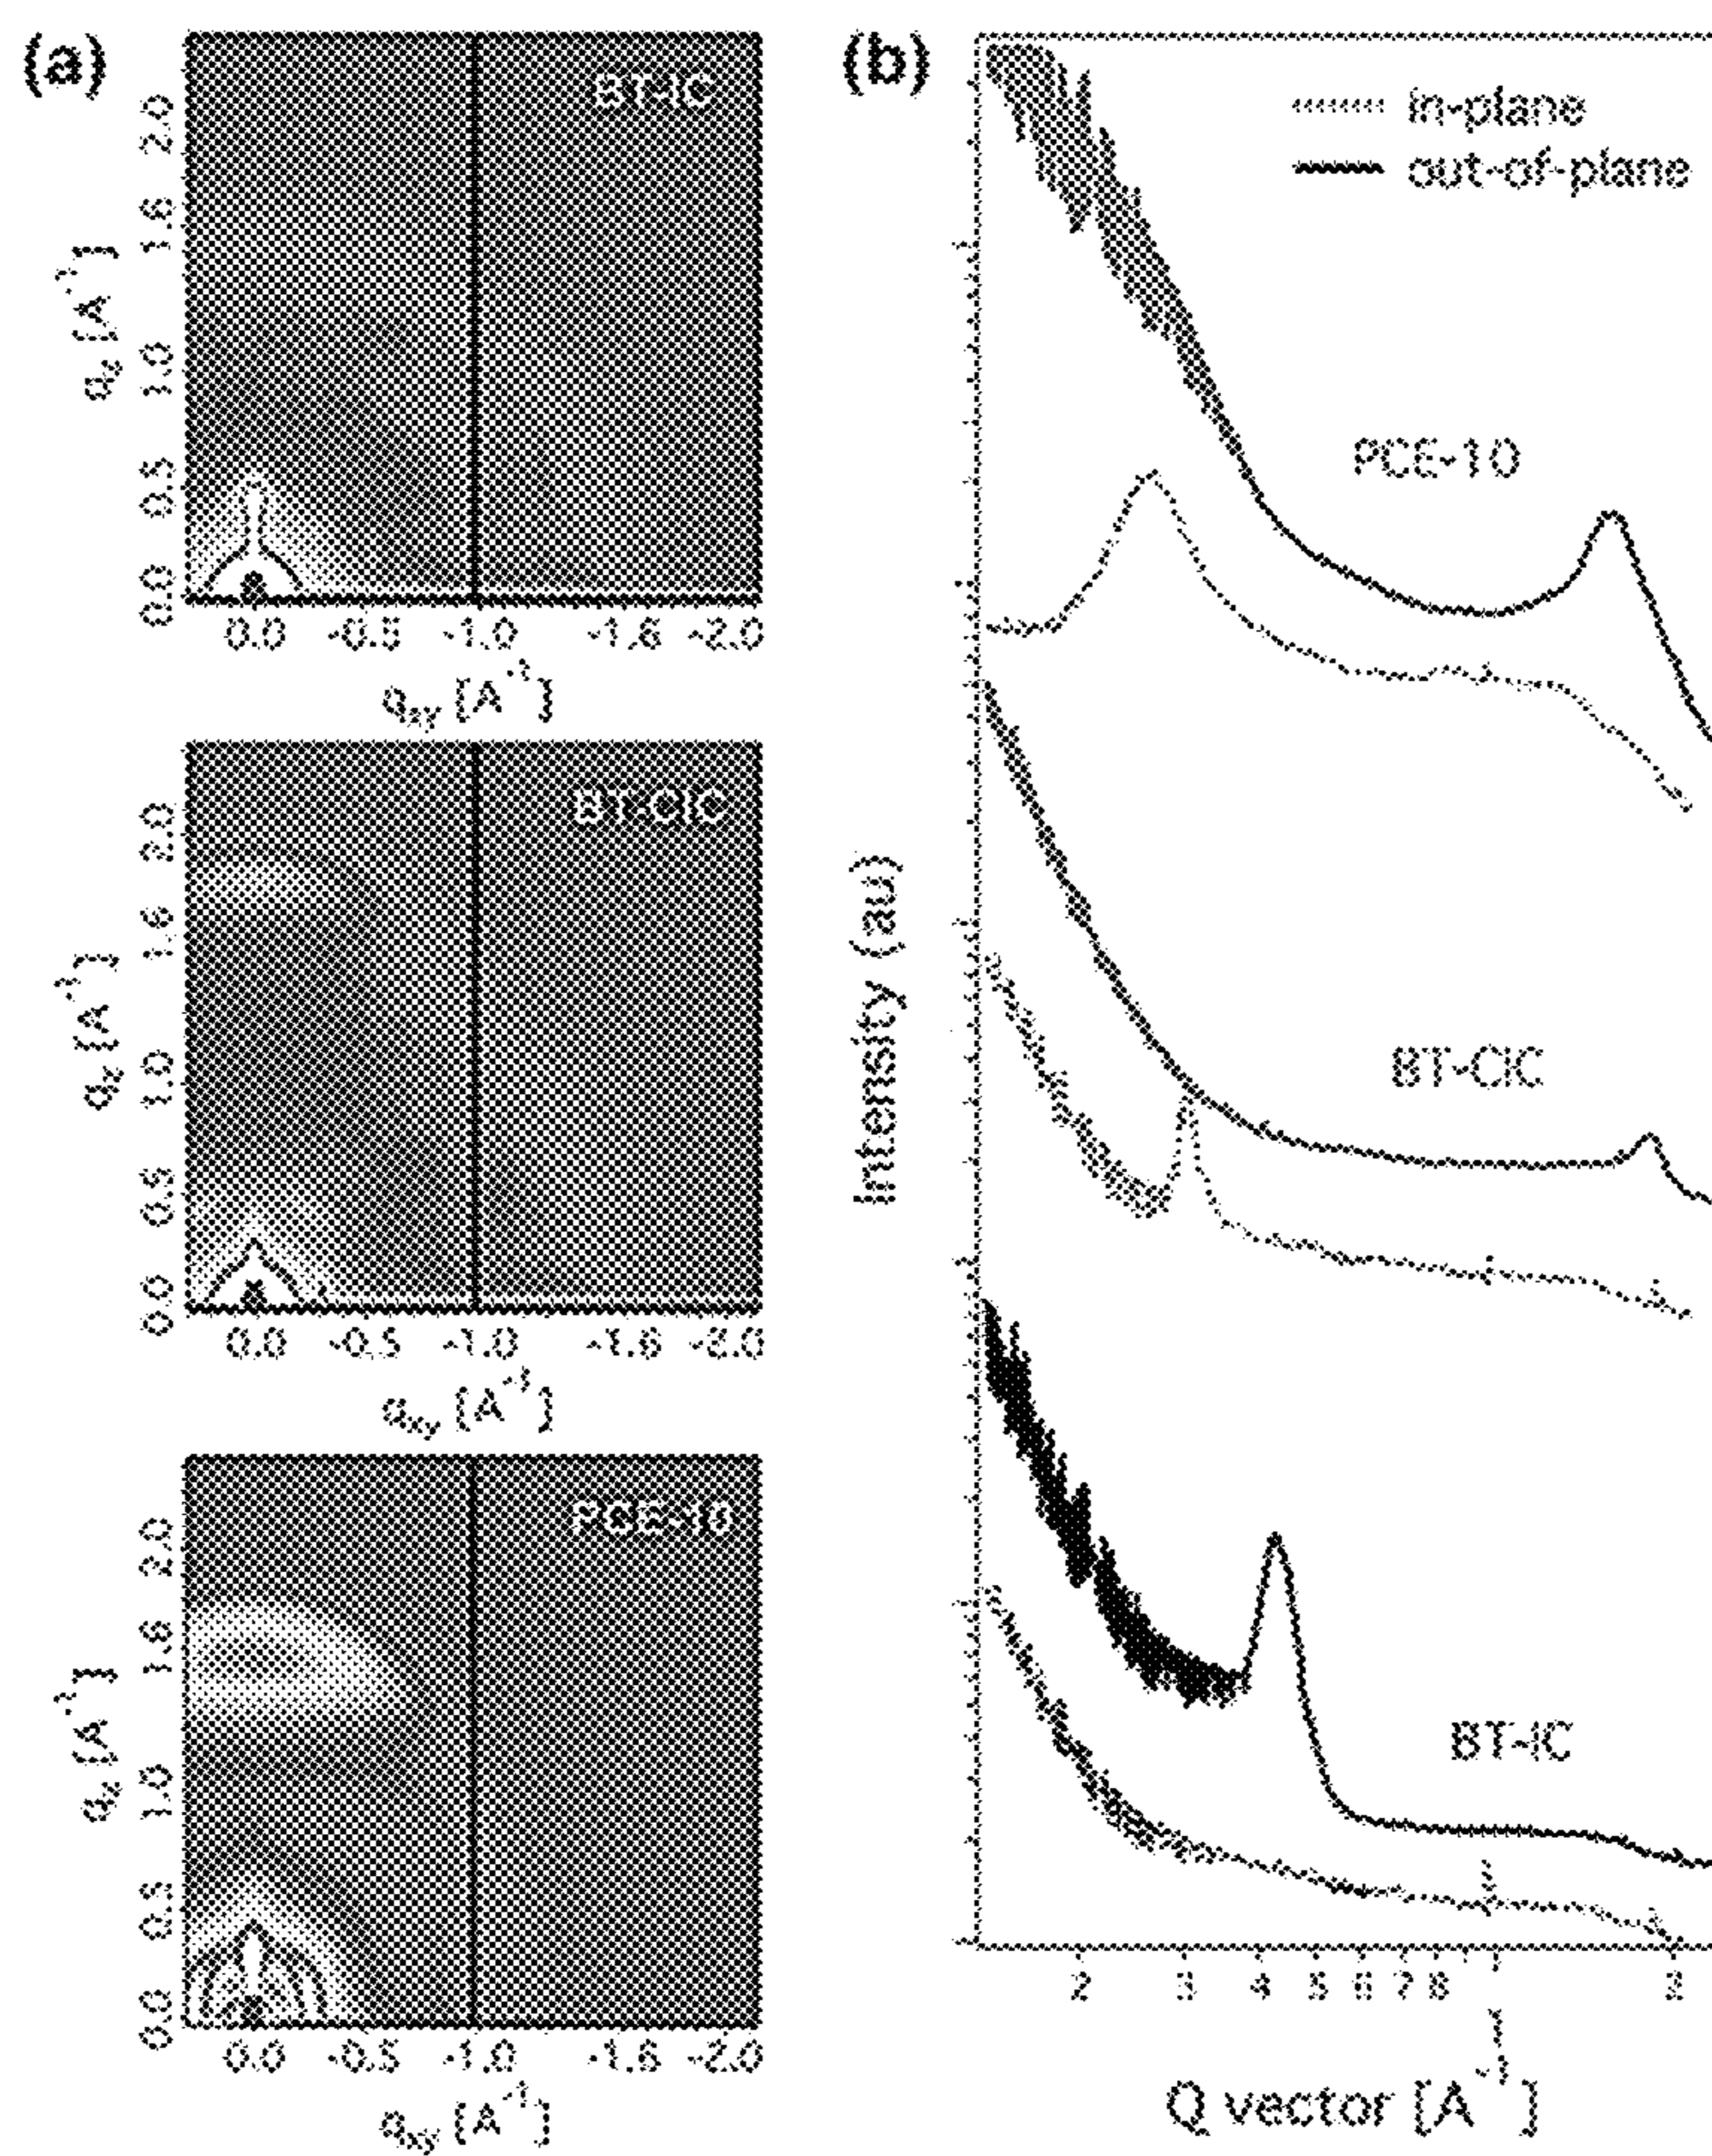 (a)
BT-IC
2.0
1.6
1.0
0.5
0.0
qz [A-1]
0.0 -0.5 -1.0 -1.6 -2.0
qxy [A-1]
BT-CIC
2.0
1.6
1.0
0.5
0.0
qz [A-1]
0.0 -0.5 -1.0 -1.6 -2.0
qxy [A-1]
PCE-10
2.0
1.6
1.0
0.5
0.0
qz [A-1]
0.0 -0.5 -1.0 -1.6 -2.0
qxy [A-1]
(b)
in-plane
out-of-plane
PCE-10
BT-CIC
BT-IC
Intensity (au)
2 3 4 5 6 7 8 2
1
Q vector [A-1]